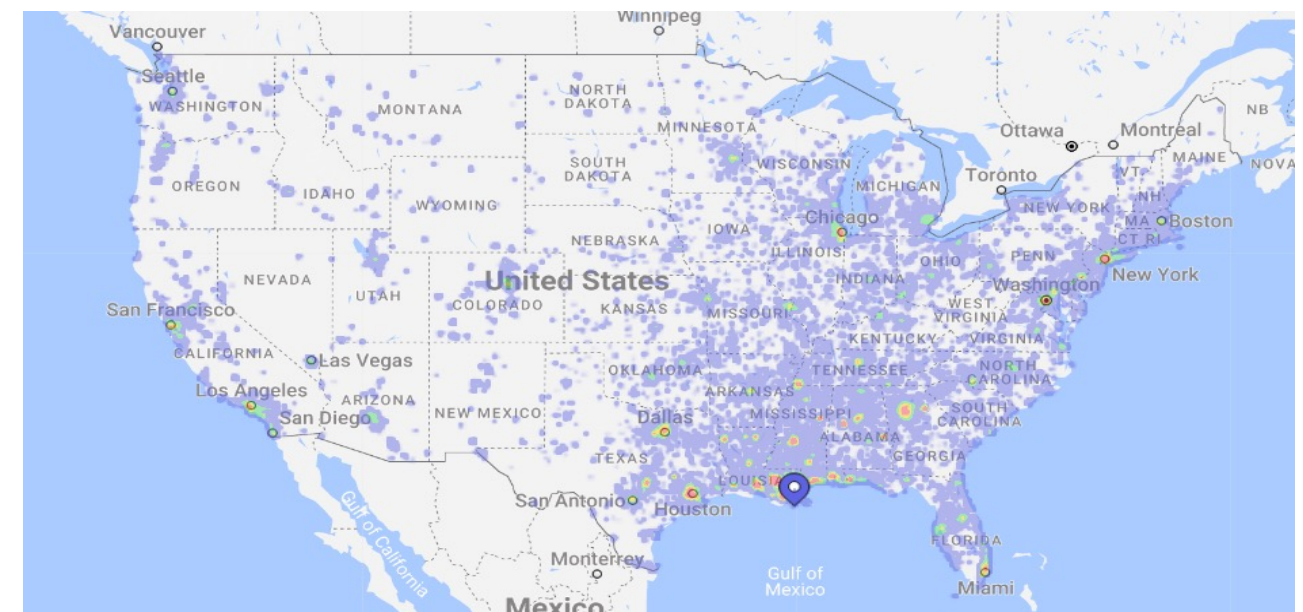 Winnipeg
Vancouver
Seattle
WASHINGTON
MONTANA
NORTH
DAKOTA
MINNESOTA
Ottawa
Montreal
NB
MAINE
NOVA
SOUTH
DAKOTA
WISCONSIN
MICHIGAN
Toronto
VT
NH
OREGON
IDAHO
WYOMING
NEW YORK
MA
Boston
CT RI
Chicago
IOWA
NEBRASKA
ILLINOIS
INDIANA
OHIO
PENN
New York
NEVADA
UTAH
United States
COLORADO
KANSAS
MISSOURI
WEST
VIRGINIA
Washington
San Francisco
CALIFORNIA
Las Vegas
KENTUCKY
VIRGINIA
OKLAHOMA
TENNESSEE
NORTH
CAROLINA
Los Angeles
ARIZONA
NEW MEXICO
ARKANSAS
San Diego
Dallas
MISSISSIPPI
ALABAMA
SOUTH
CAROLINA
TEXAS
GEORGIA
LOUISIA
San Antonio
Houston
Gulf of California
FLORIDA
Monterrey
Gulf of
Mexico
Miami
Mexico